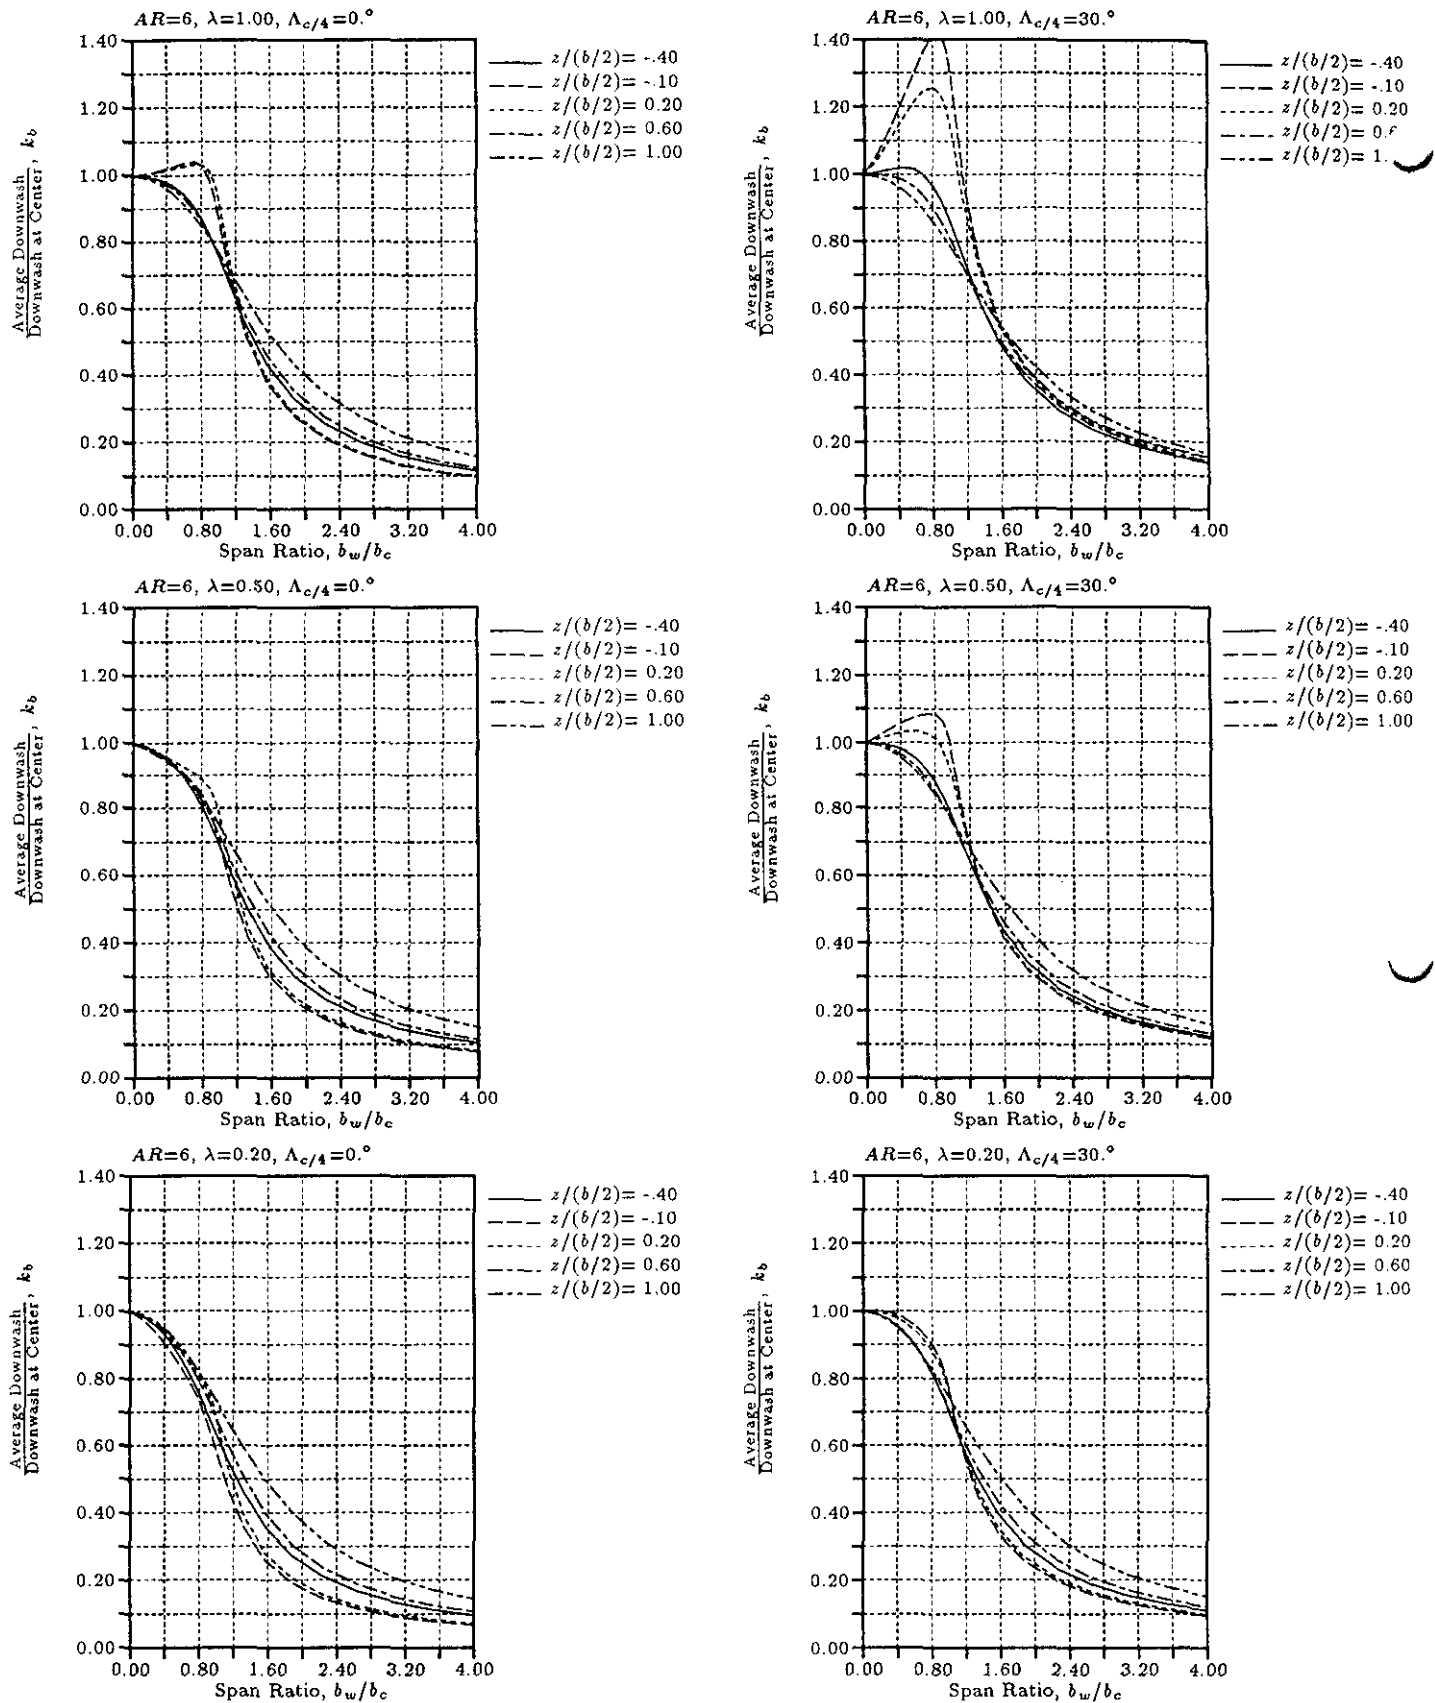 AR=6, λ=1.00, Λc/4=0.°
1.40
1.20
1.00
0.80
0.60
0.40
0.20
0.00
Average Downwash
Downwash at Center, kb
0.00 0.80 1.60 2.40 3.20 4.00
Span Ratio, bw/bc
z/(b/2)= -.40
z/(b/2)= -.10
z/(b/2)= 0.20
z/(b/2)= 0.60
z/(b/2)= 1.00
AR=6, λ=1.00, Λc/4=30.°
1.40
1.20
1.00
0.80
0.60
0.40
0.20
0.00
Average Downwash
Downwash at Center, kb
0.00 0.80 1.60 2.40 3.20 4.00
Span Ratio, bw/bc
z/(b/2)= -.40
z/(b/2)= -.10
z/(b/2)= 0.20
z/(b/2)=
z/(b/2)= 1.
AR=6, λ=0.50, Λc/4=0.°
1.40
1.20
1.00
0.80
0.60
0.40
0.20
0.00
Average Downwash
Downwash at Center, kb
0.00 0.80 1.60 2.40 3.20 4.00
Span Ratio, bw/bc
z/(b/2)= -.40
z/(b/2)= -.10
z/(b/2)= 0.20
z/(b/2)= 0.60
z/(b/2)= 1.00
AR=6, λ=0.50, Λc/4=30.°
1.40
1.20
1.00
0.80
0.60
0.40
0.20
0.00
Average Downwash
Downwash at Center, kb
0.00 0.80 1.60 2.40 3.20 4.00
Span Ratio, bw/bc
z/(b/2)= -.40
z/(b/2)= -.10
z/(b/2)= 0.20
z/(b/2)= 0.60
z/(b/2)= 1.00
AR=6, λ=0.20, Λc/4=0.°
1.40
1.20
1.00
0.80
0.60
0.40
0.20
0.00
Average Downwash
Downwash at Center, kb
0.00 0.80 1.60 2.40 3.20 4.00
Span Ratio, bw/bc
z/(b/2)= -.40
z/(b/2)= -.10
z/(b/2)= 0.20
z/(b/2)= 0.60
z/(b/2)= 1.00
AR=6, λ=0.20, Λc/4=30.°
1.40
1.20
1.00
0.80
0.60
0.40
0.20
0.00
Average Downwash
Downwash at Center, kb
0.00 0.80 1.60 2.40 3.20 4.00
Span Ratio, bw/bc
z/(b/2)= -.40
z/(b/2)= -.10
z/(b/2)= 0.20
z/(b/2)= 0.60
z/(b/2)= 1.00